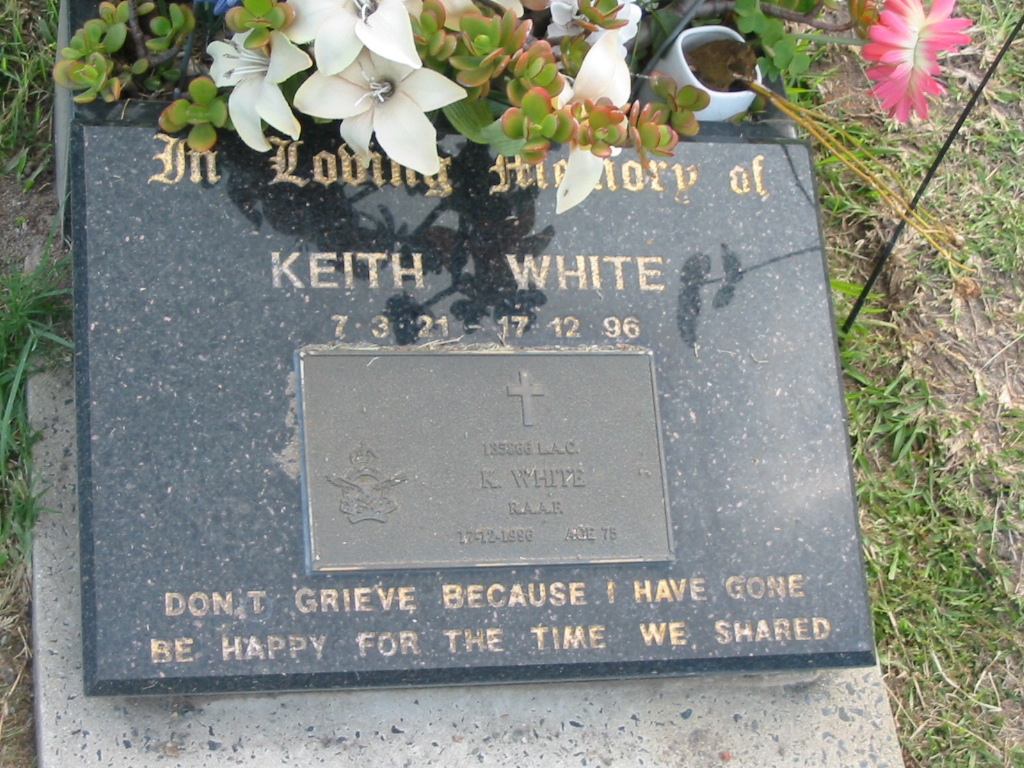 In Loving Memory of
KEITH WHITE
7 3 21 - 17 12 96
L.A.C.
K. WHITE
R.A.A.F.
17-12-1996 AGE 75
DON,T GRIEVE BECAUSE I HAVE GONE
BE HAPPY FOR THE TIME WE SHARED